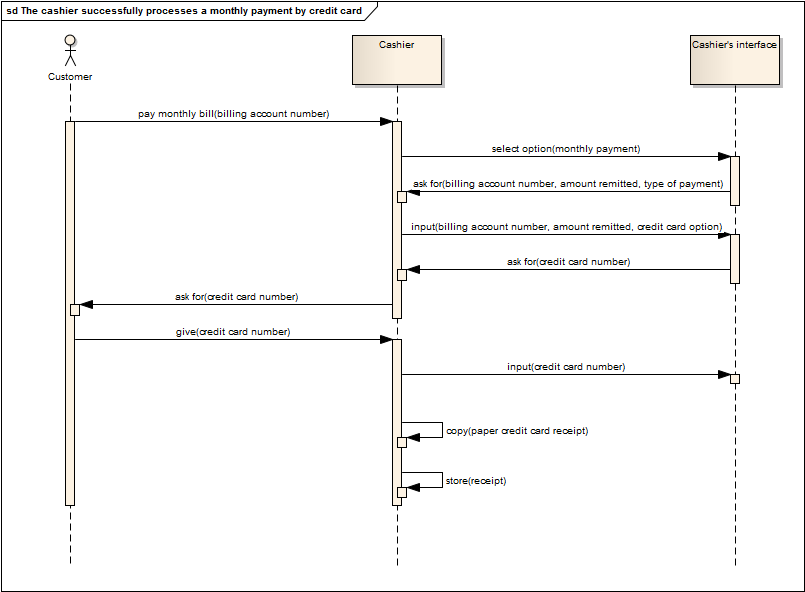 sd The cashier successfully processes a monthly payment by credit card
Customer
Cashier
Cashier's interface
pay monthly bill(billing account number)
select option(monthly payment)
ask for(billing account number, amount remitted, type of payment)
input(billing account number, amount remitted, credit card option)
ask for(credit card number)
ask for(credit card number)
give(credit card number)
input(credit card number)
copy(paper credit card receipt)
store(receipt)